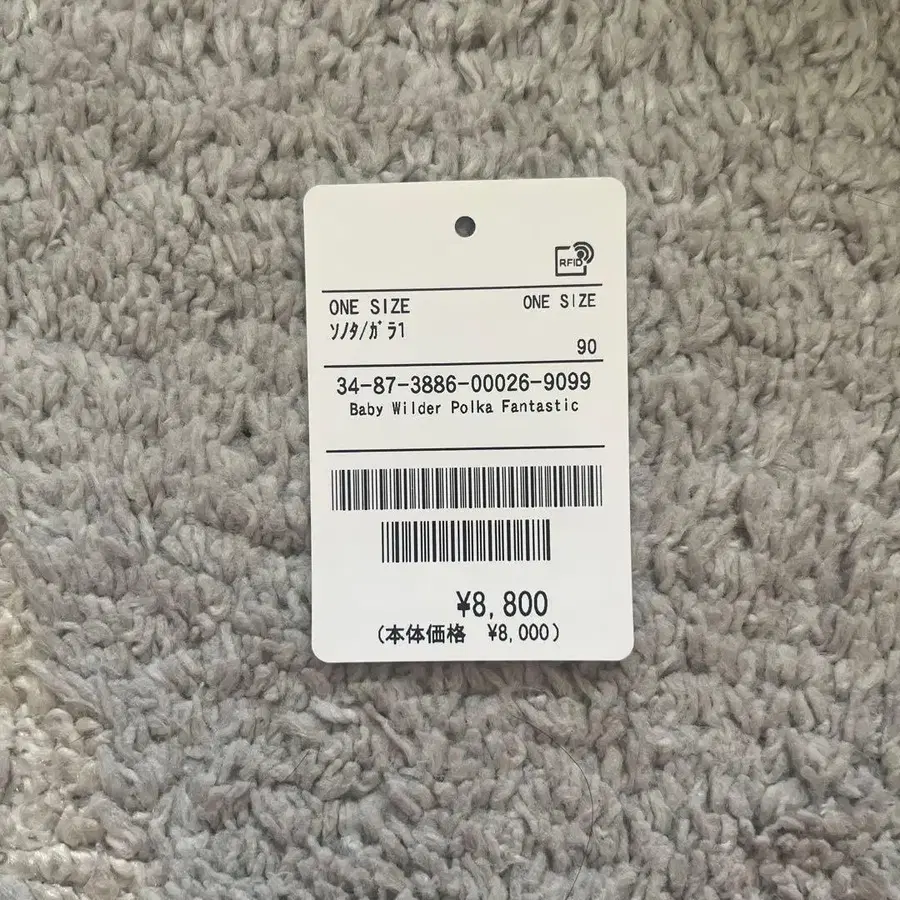 RFID
ONE SIZE ONE SIZE
ｿﾉﾀ/ｶﾞﾗ1
90
34-87-3886-00026-9099
Baby Wilder Polka Fantastic
¥8,800
(本体価格 ¥8,000)